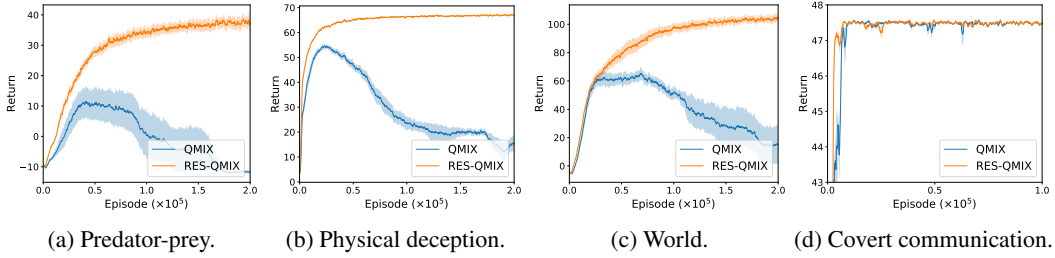 40
30
20
10
0
−10
Return
0.0 0.5 1.0 1.5 2.0
Episode (×10⁵)
QMIX
RES-QMIX
(a) Predator-prey.
70
60
50
40
30
20
10
0
Return
0.0 0.5 1.0 1.5 2.0
Episode (×10⁵)
QMIX
RES-QMIX
(b) Physical deception.
100
80
60
40
20
0
Return
0.0 0.5 1.0 1.5 2.0
Episode (×10⁵)
QMIX
RES-QMIX
(c) World.
48
47
46
45
44
43
Return
0.0 0.5 1.0
Episode (×10⁵)
QMIX
RES-QMIX
(d) Covert communication.